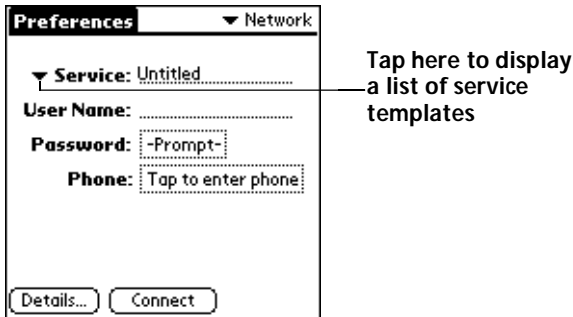 Preferences ▼ Network
▼ Service: Untitled
User Name:
Password: -Prompt-
Phone: Tap to enter phone
Details... Connect
Tap here to display
a list of service
templates